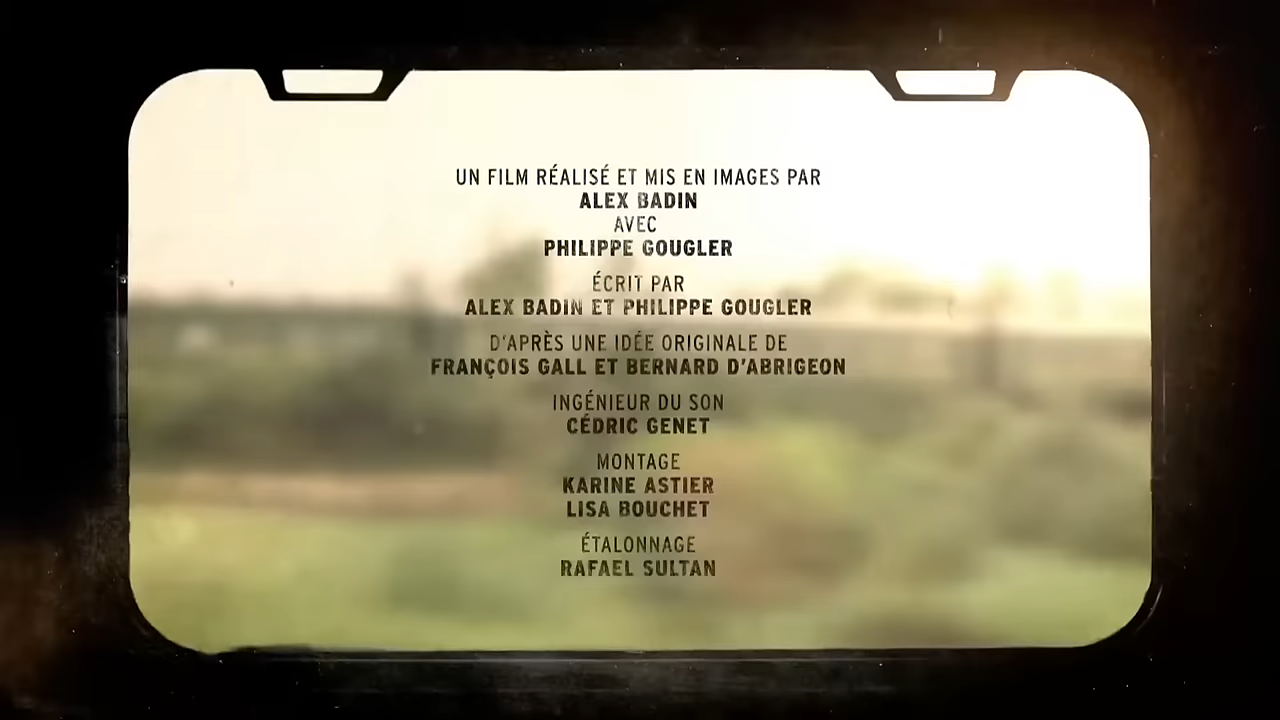 UN FILM RÉALISÉ ET MIS EN IMAGES PAR
ALEX BADIN
AVEC
PHILIPPE GOUGLER
ÉCRIT PAR
ALEX BADIN ET PHILIPPE GOUGLER
D'APRÈS UNE IDÉE ORIGINALE DE
FRANÇOIS GALL ET BERNARD D'ABRIGEON
INGÉNIEUR DU SON
CÉDRIC GENET
MONTAGE
KARINE ASTIER
LISA BOUCHET
ÉTALONNAGE
RAFAEL SULTAN